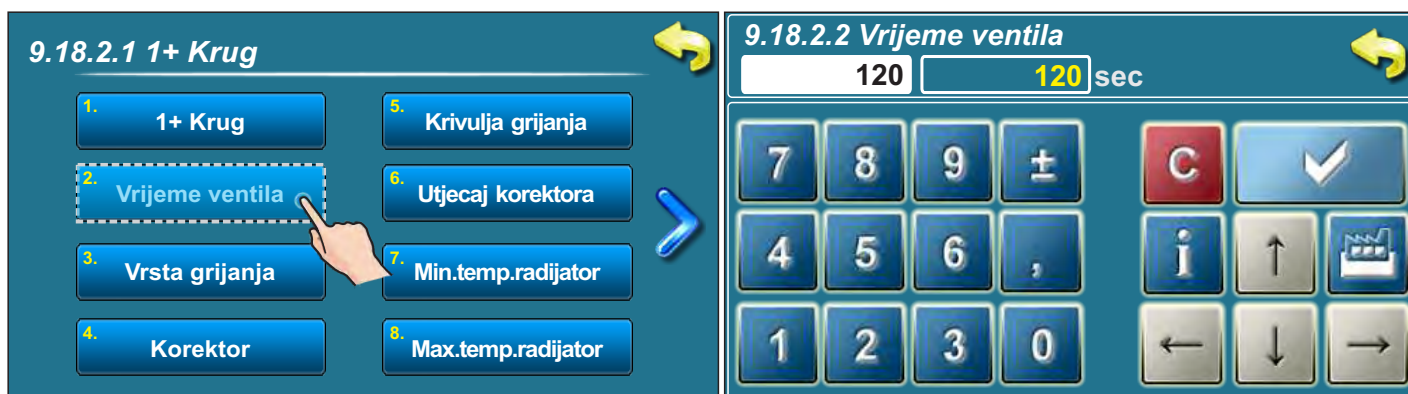 9.18.2.1 1+ Krug
1.
1+ Krug
2.
Vrijeme ventila
3.
Vrsta grijanja
4.
Korektor
5.
Krivulja grijanja
6.
Utjecaj korektora
7.
Min.temp.radijator
8.
Max.temp.radijator
9.18.2.2 Vrijeme ventila
120 120 sec
7 8 9 ± C
4 5 6 , i ↑
1 2 3 0 ← ↓ →